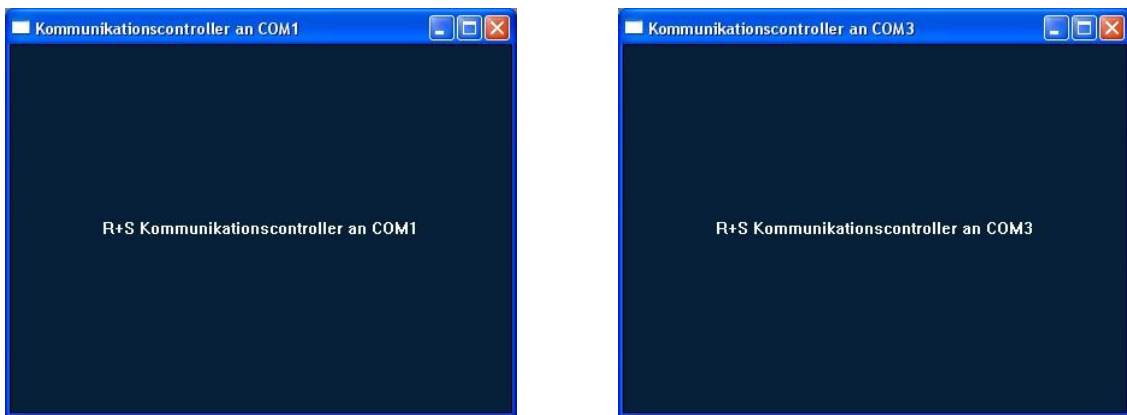 Kommunikationscontroller an COM1
R+S Kommunikationscontroller an COM1
Kommunikationscontroller an COM3
R+S Kommunikationscontroller an COM3